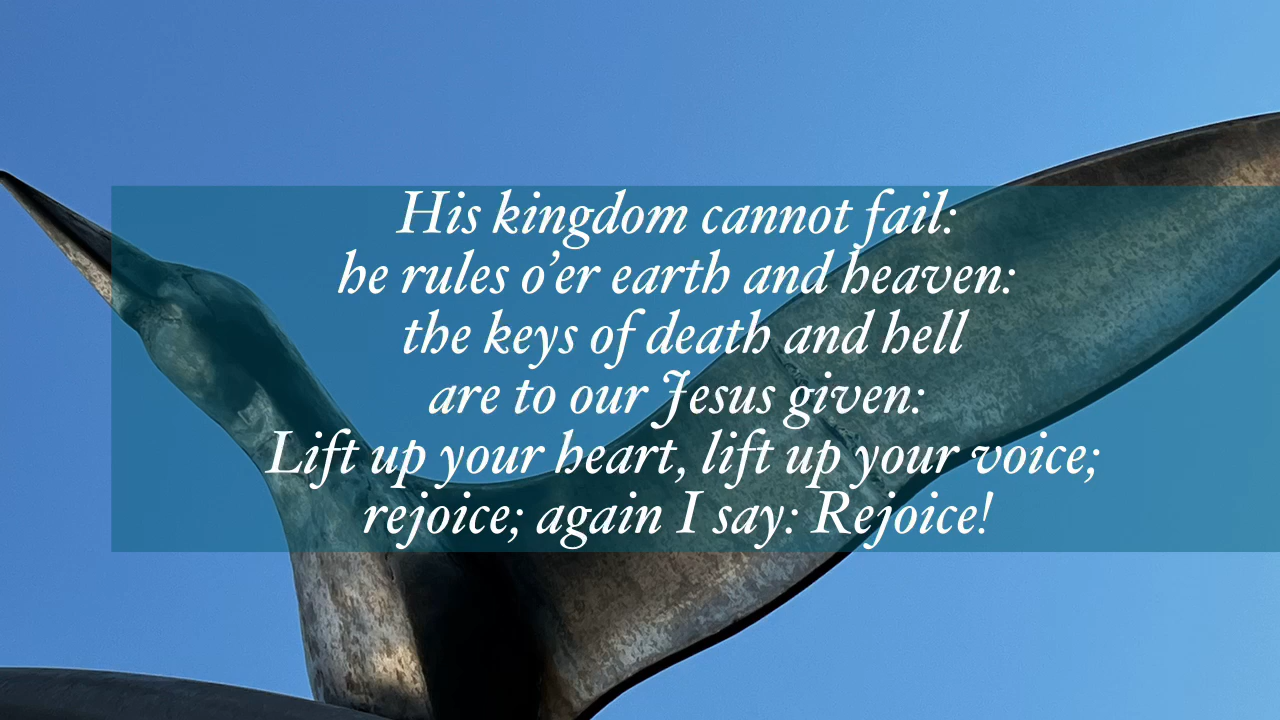 His kingdom cannot fail:
he rules o’er earth and heaven:
the keys of death and hell
are to our Jesus given:
Lift up your heart, lift up your voice;
rejoice; again I say: Rejoice!